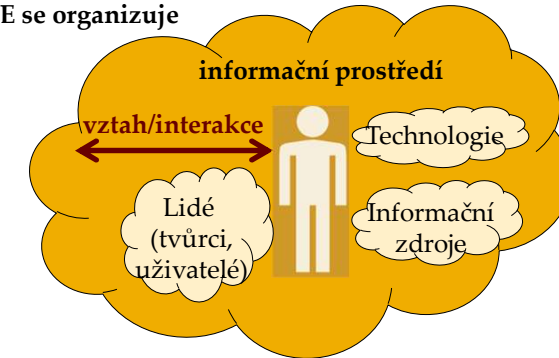 E se organizuje
informační prostředí
vztah/interakce
Technologie
Lidé
(tvůrci,
uživatelé)
Informační
zdroje